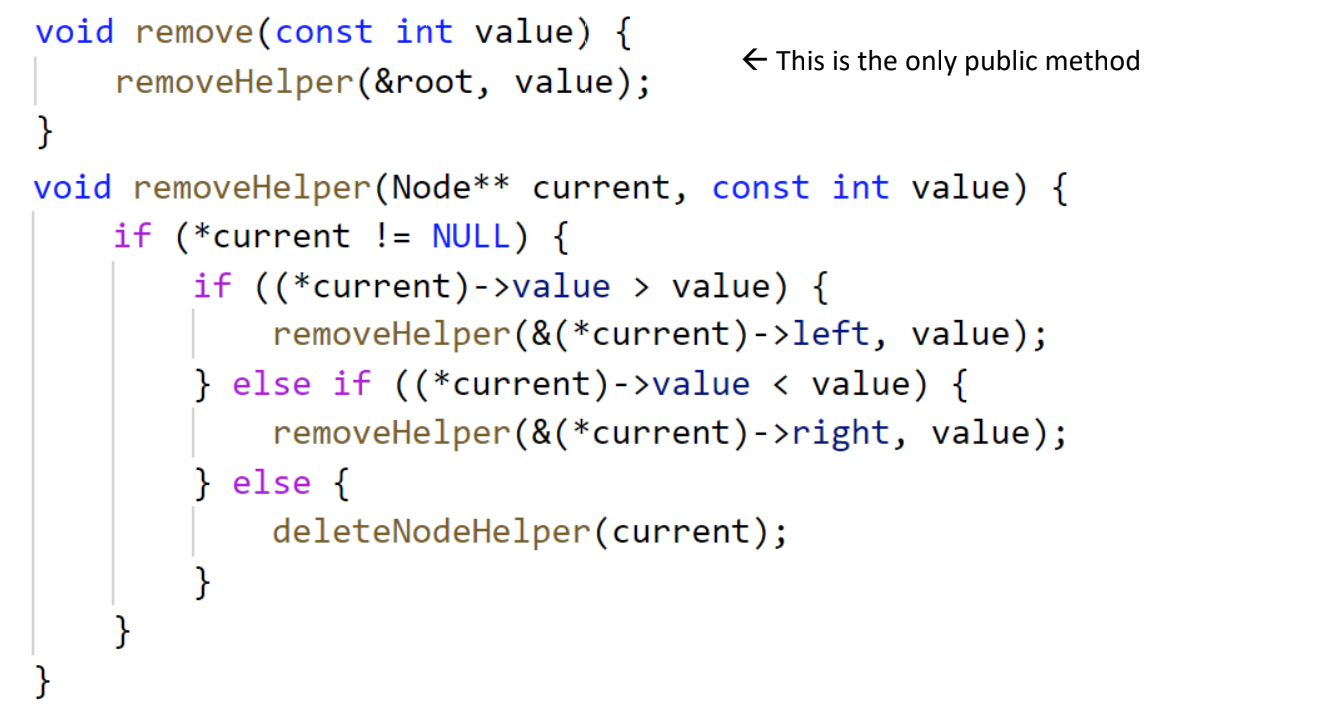 void remove(const int value) {
← This is the only public method
    removeHelper(&root, value);
}
void removeHelper(Node** current, const int value) {
    if (*current != NULL) {
        if ((*current)->value > value) {
            removeHelper(&(*current)->left, value);
        } else if ((*current)->value < value) {
            removeHelper(&(*current)->right, value);
        } else {
            deleteNodeHelper(current);
        }
    }
}